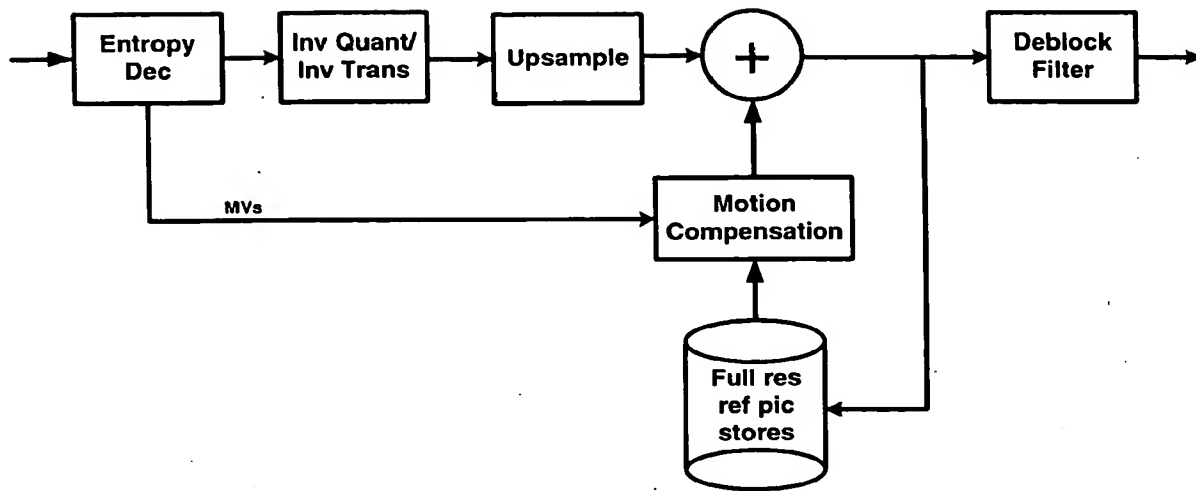 Entropy
Dec
Inv Quant/
Inv Trans
Upsample
+
Deblock
Filter
MVs
Motion
Compensation
Full res
ref pic
stores